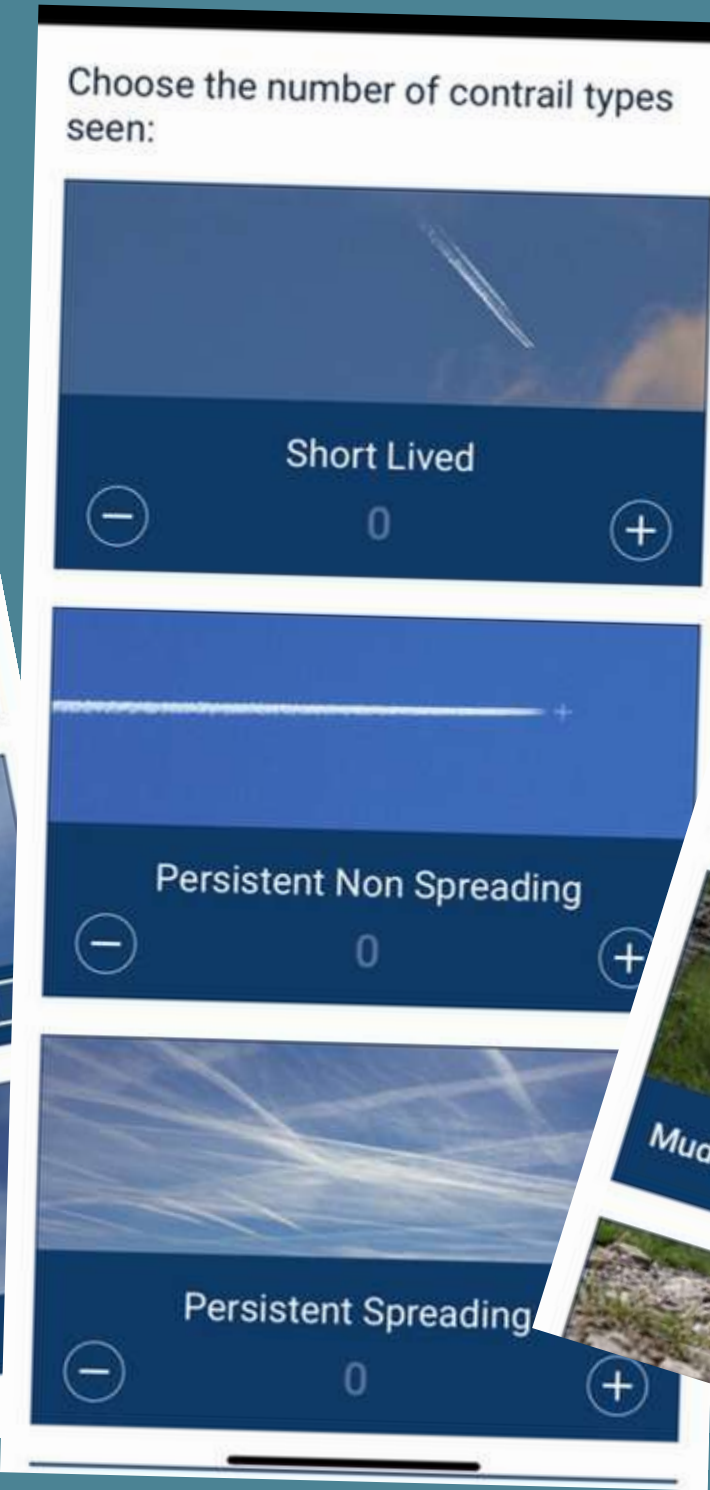 Choose the number of contrail types
seen:
Short Lived
0
Persistent Non Spreading
0
Persistent Spreading
0